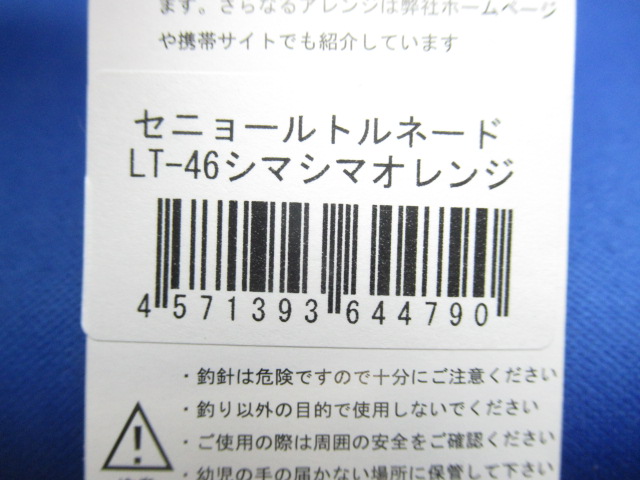 ます。さらなるアレンジは弊社ホームページ
や携帯サイトでも紹介しています
セニョールトルネード
LT-46シマシマオレンジ
4 571393 644790
・釣針は危険ですので十分にご注意ください
・釣り以外の目的で使用しないでください
・ご使用の際は周囲の安全をご確認ください
・幼児の手の届かない場所に保管して下さい